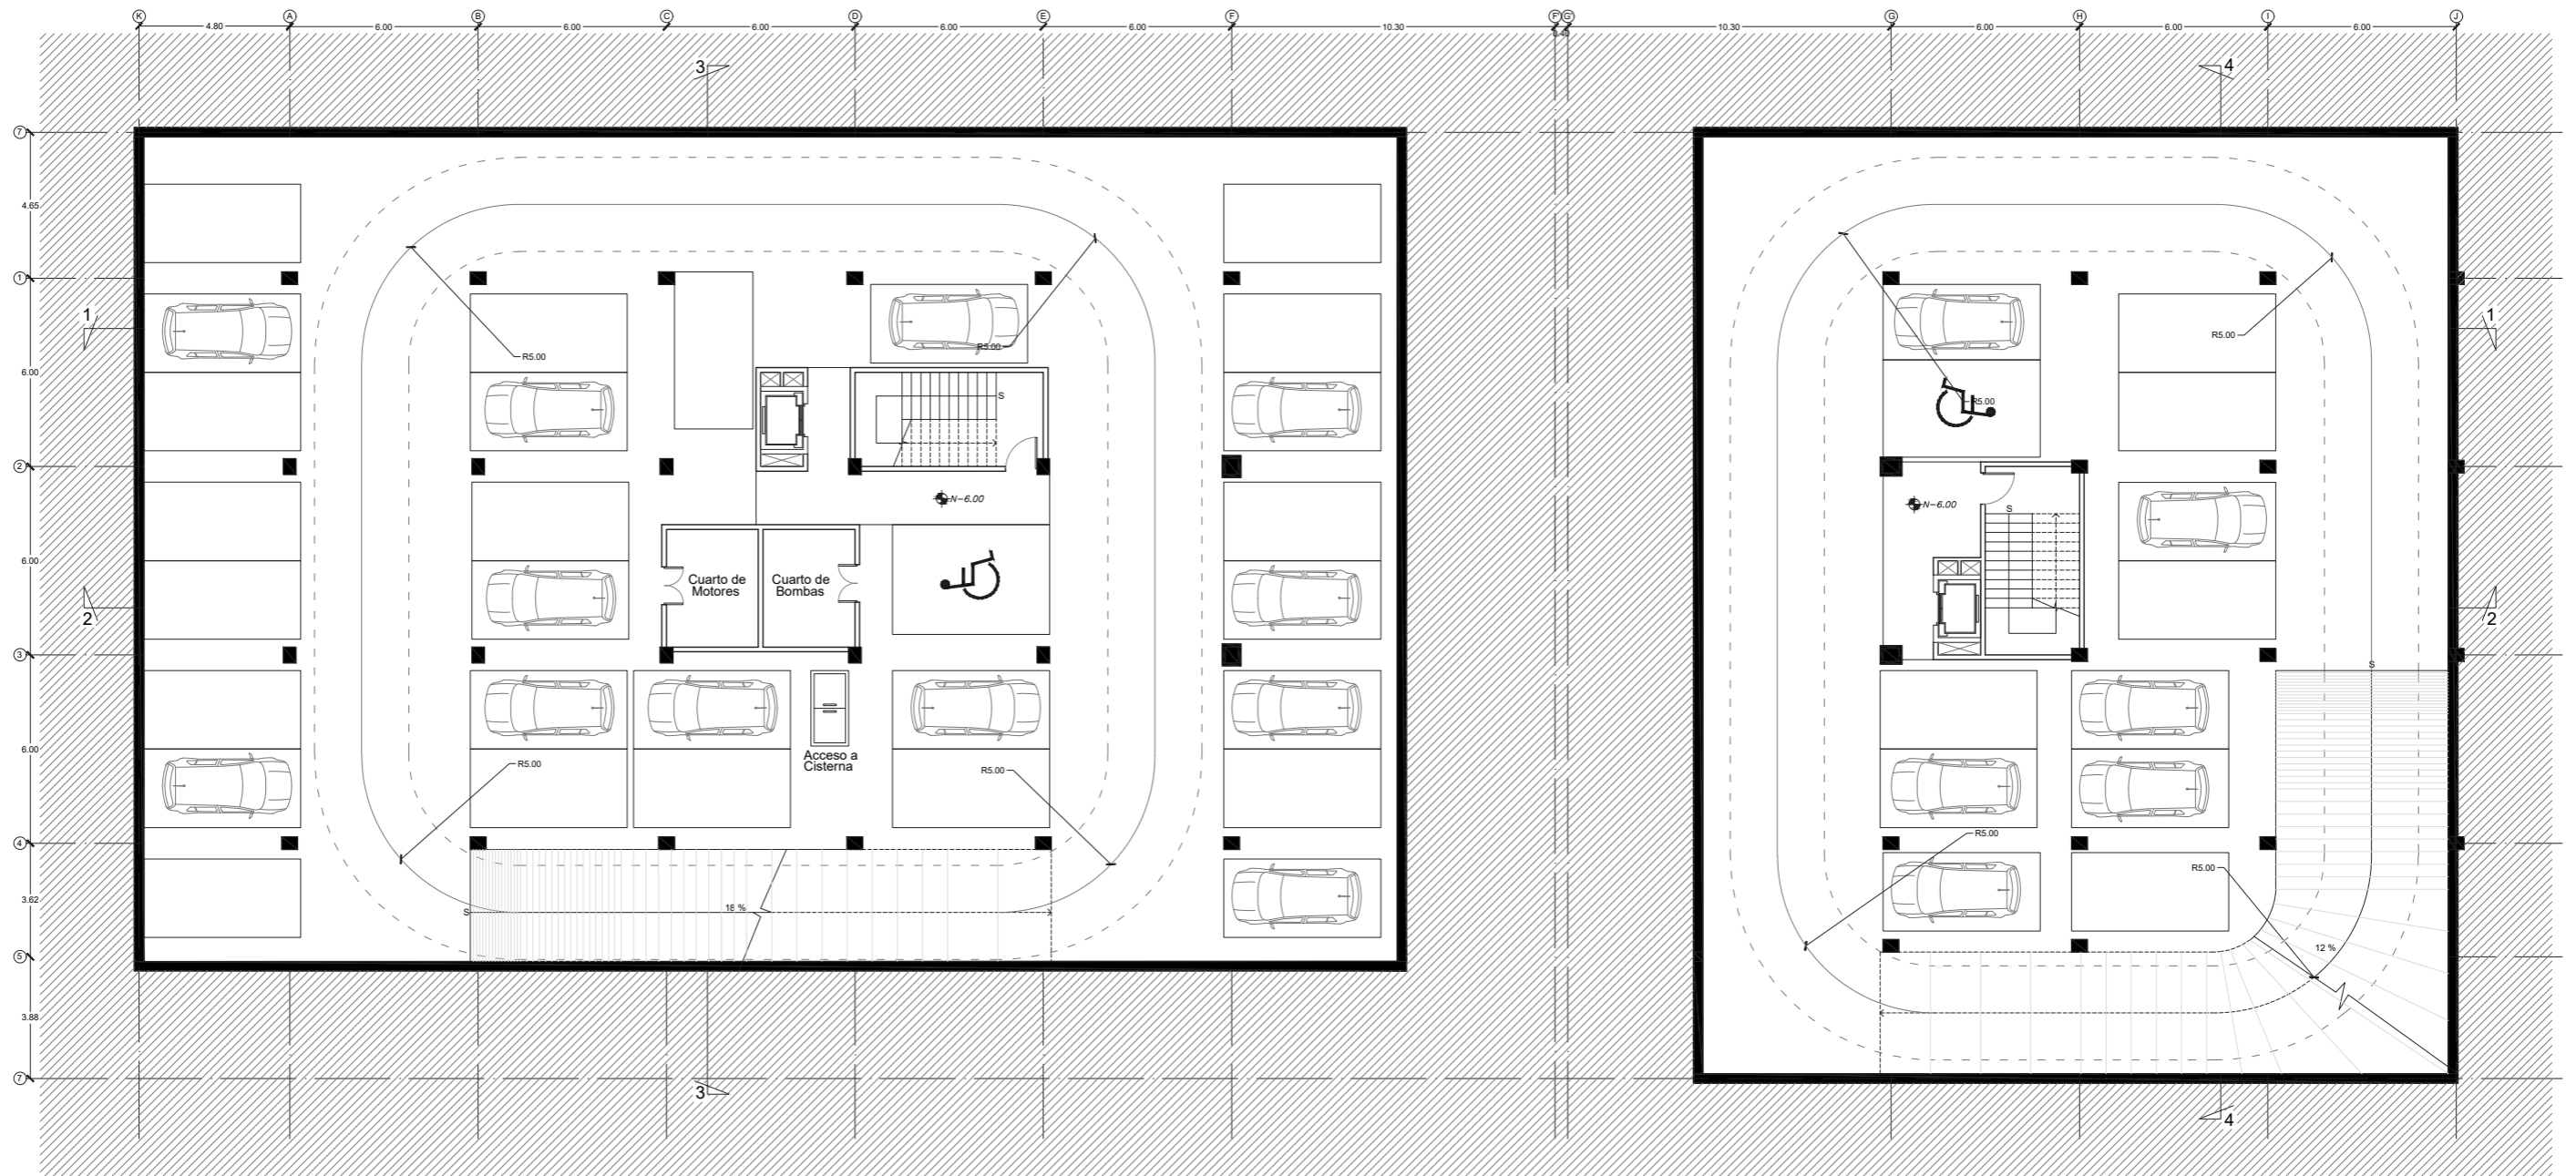 K A B C D E F F' G' G H I J
4.80 6.00 6.00 6.00 6.00 6.00 10.30 0.40 10.30 6.00 6.00 6.00
3 4
7
4.65
1
1 1
R5.00 R5.00 R5.00
6.00
S R5.00
2
N-6.00 N-6.00
S
6.00
Cuarto de
Motores
Cuarto de
Bombas
2 2
3
S
6.00
Acceso a
Cisterna
R5.00 R5.00
R5.00
4
R5.00
3.62
S 18 %
12 %
5
3.88
7
3 4